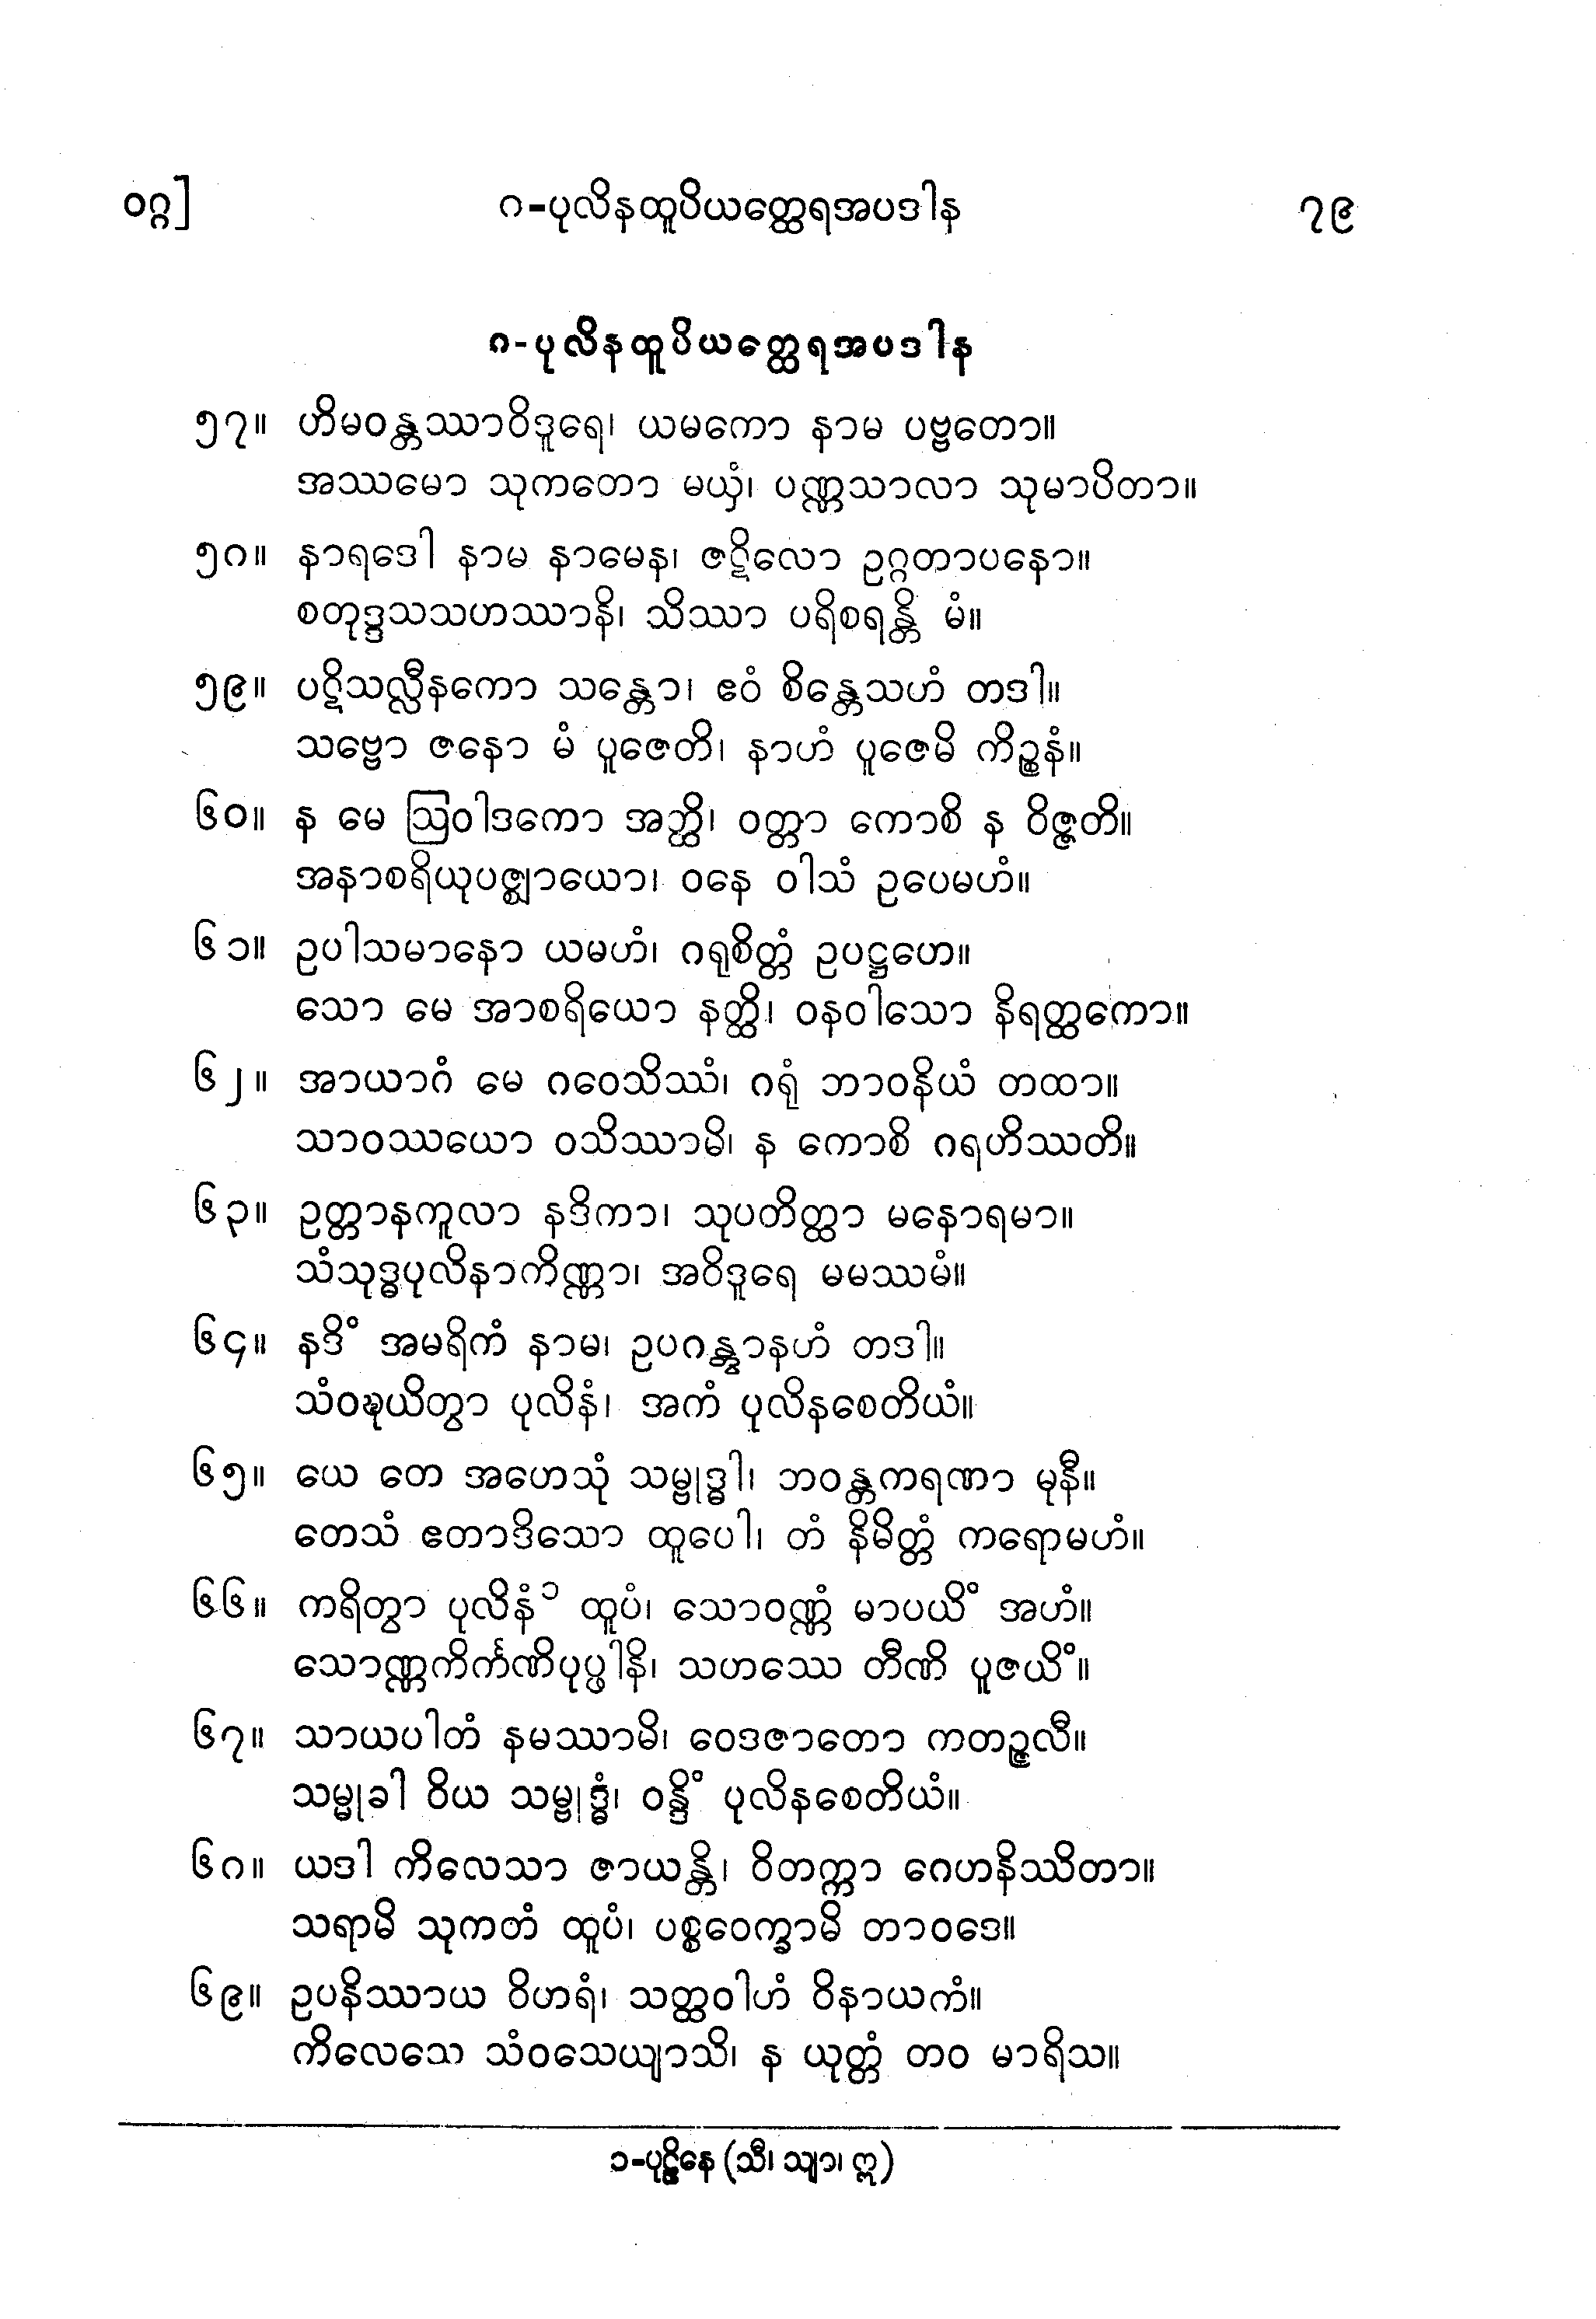 ဝဂ္ဂ] ဂ-ပုလိနထူပိယတ္ထေရအပဒါန ၇၉
ဂ-ပုလိနထူပိယတ္ထေရအပဒါန
၅၇။ ဟိမဝန္တဿာဝိဒူရေ၊ ယမကော နာမ ပဗ္ဗတော။
အဿမော သုကတော မယှံ၊ ပဏ္ဏသာလာ သုမာပိတာ။
၅၈။ နာရဒေါ နာမ နာမေန၊ ဇဋိလော ဥဂ္ဂတာပနော။
စတုဒ္ဒသသဟဿာနိ၊ သိဿာ ပရိစရန္တိ မံ။
၅၉။ ပဋိသလ္လီနကော သန္တော၊ ဧဝံ စိန္တေသဟံ တဒါ။
သဗ္ဗော ဇနော မံ ပူဇေတိ၊ နာဟံ ပူဇေမိ ကိဉ္စနံ။
၆၀။ န မေ ဩဝါဒကော အတ္ထိ၊ ဝတ္တာ ကောစိ န ဝိဇ္ဇတိ။
အနာစရိယုပဇ္ဈာယော၊ ဝနေ ဝါသံ ဥပေမဟံ။
၆၁။ ဥပါသမာနော ယမဟံ၊ ဂရုစိတ္တံ ဥပဋ္ဌဟေ။
သော မေ အာစရိယော နတ္ထိ၊ ဝနဝါသော နိရတ္ထကော။
၆၂။ အာယာဂံ မေ ဂဝေသိဿံ၊ ဂရုံ ဘာဝနိယံ တထာ။
သာဝဿယော ဝသိဿာမိ၊ န ကောစိ ဂရဟိဿတိ။
၆၃။ ဥတ္တာနကူလာ နဒိကာ၊ သုပတိတ္ထာ မနောရမာ။
သံသုဒ္ဓပုလိနာကိဏ္ဏာ၊ အဝိဒူရေ မမဿမံ။
၆၄။ နဒိံ အမရိကံ နာမ၊ ဥပဂန္တွာနဟံ တဒါ။
သံဝဍ္ဎယိတွာ ပုလိနံ၊ အကံ ပုလိနစေတိယံ။
၆၅။ ယေ တေ အဟေသုံ သမ္ဗုဒ္ဓါ၊ ဘဝန္တကရဏာ မုနီ။
တေသံ ဧတာဒိသော ထူပေါ၊ တံ နိမိတ္တံ ကရောမဟံ။
၆၆။ ကရိတွာ ပုလိနံ၁ ထူပံ၊ သောဝဏ္ဏံ မာပယိံ အဟံ။
သောဏ္ဏကိင်္ကဏိပုပ္ဖါနိ၊ သဟဿေ တီဏိ ပူဇယိံ။
၆၇။ သာယပါတံ နမဿာမိ၊ ဝေဒဇာတော ကတဉ္ဇလီ။
သမ္မုခါ ဝိယ သမ္ဗုဒ္ဓံ၊ ဝန္ဒိံ ပုလိနစေတိယံ။
၆၈။ ယဒါ ကိလေသာ ဇာယန္တိ၊ ဝိတက္ကာ ဂေဟနိဿိတာ။
သရာမိ သုကတံ ထူပံ၊ ပစ္စဝေက္ခာမိ တာဝဒေ။
၆၉။ ဥပနိဿာယ ဝိဟရံ၊ သတ္ထဝါဟံ ဝိနာယကံ။
ကိလေသေ သံဝသေယျာသိ၊ န ယုတ္တံ တဝ မာရိသ။
၁-ပုဠိနေ (သီ၊ သျာ၊ ဣ)